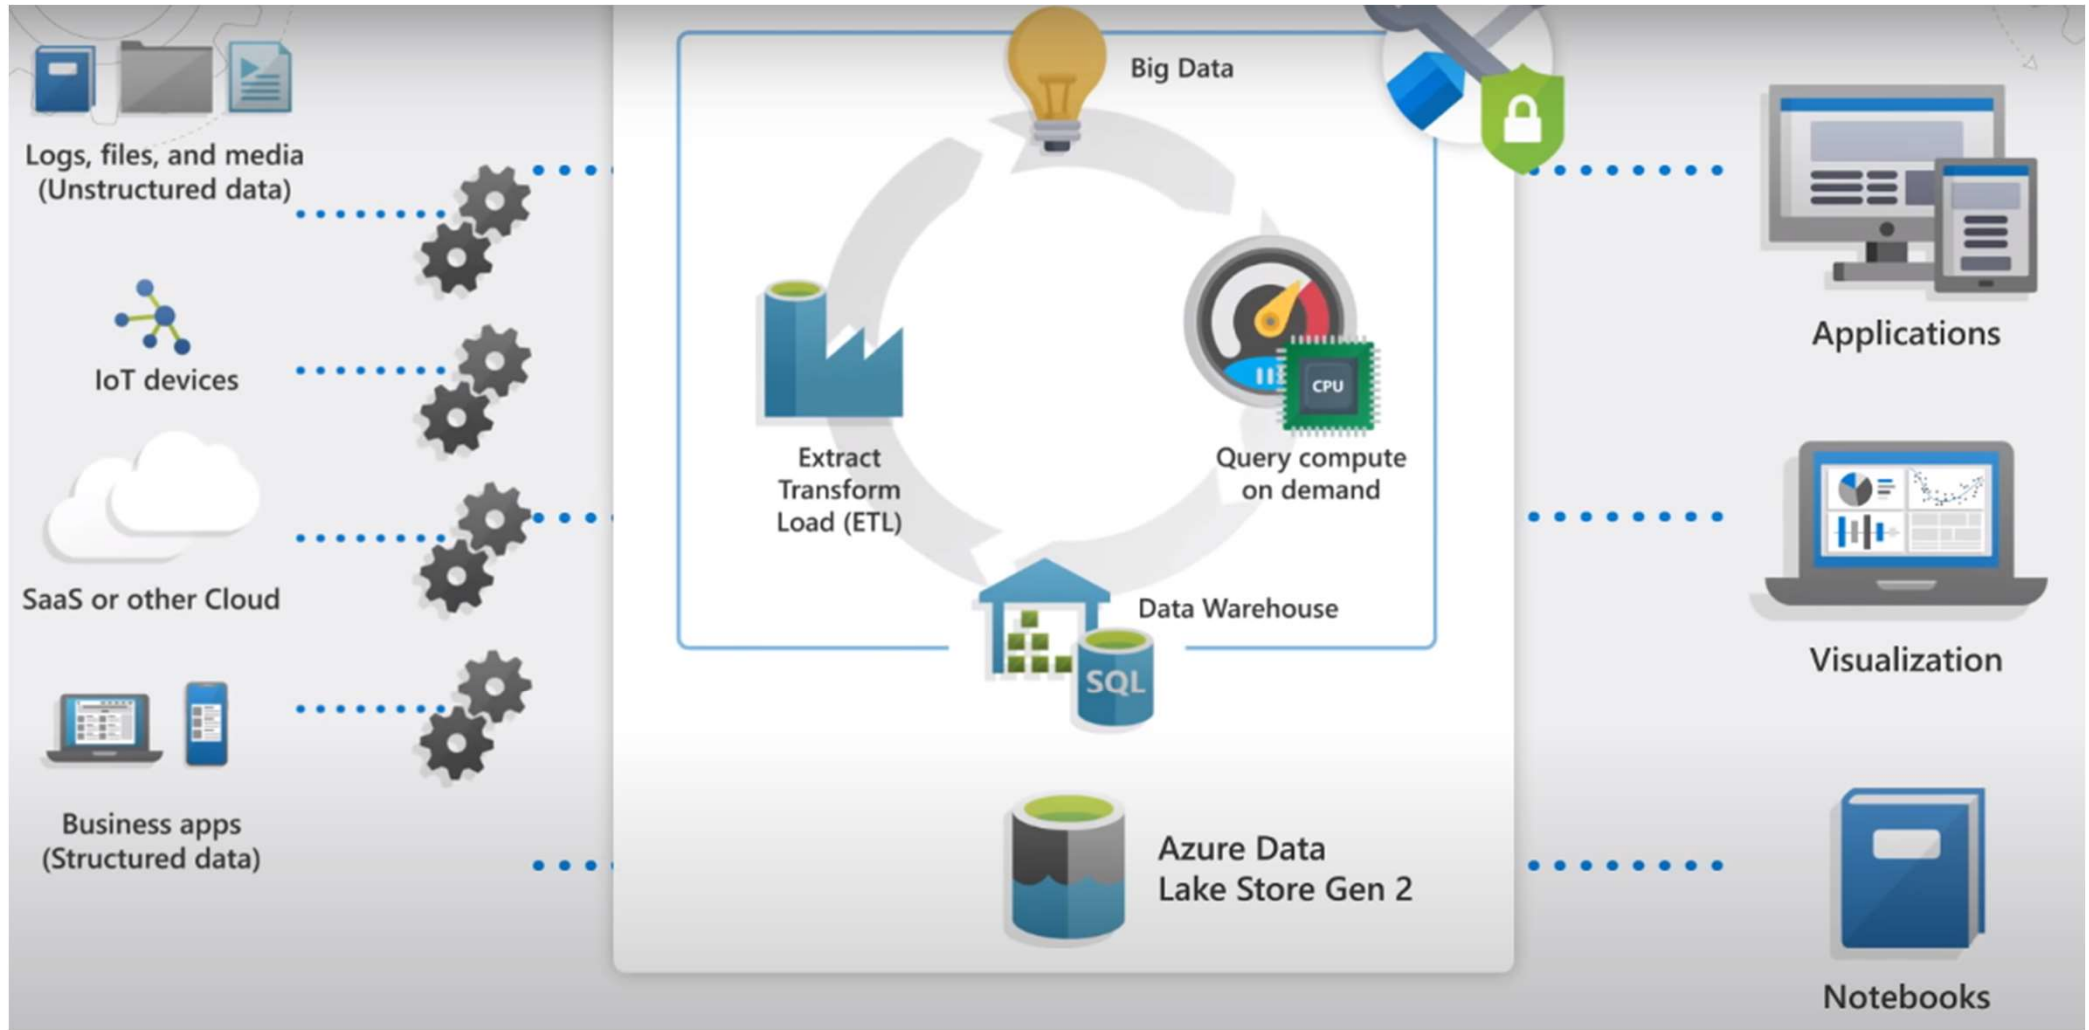 Logs, files, and media
(Unstructured data)
IoT devices
SaaS or other Cloud
Business apps
(Structured data)
Big Data
Extract
Transform
Load (ETL)
CPU
Query compute
on demand
Data Warehouse
SQL
Azure Data
Lake Store Gen 2
Applications
Visualization
Notebooks